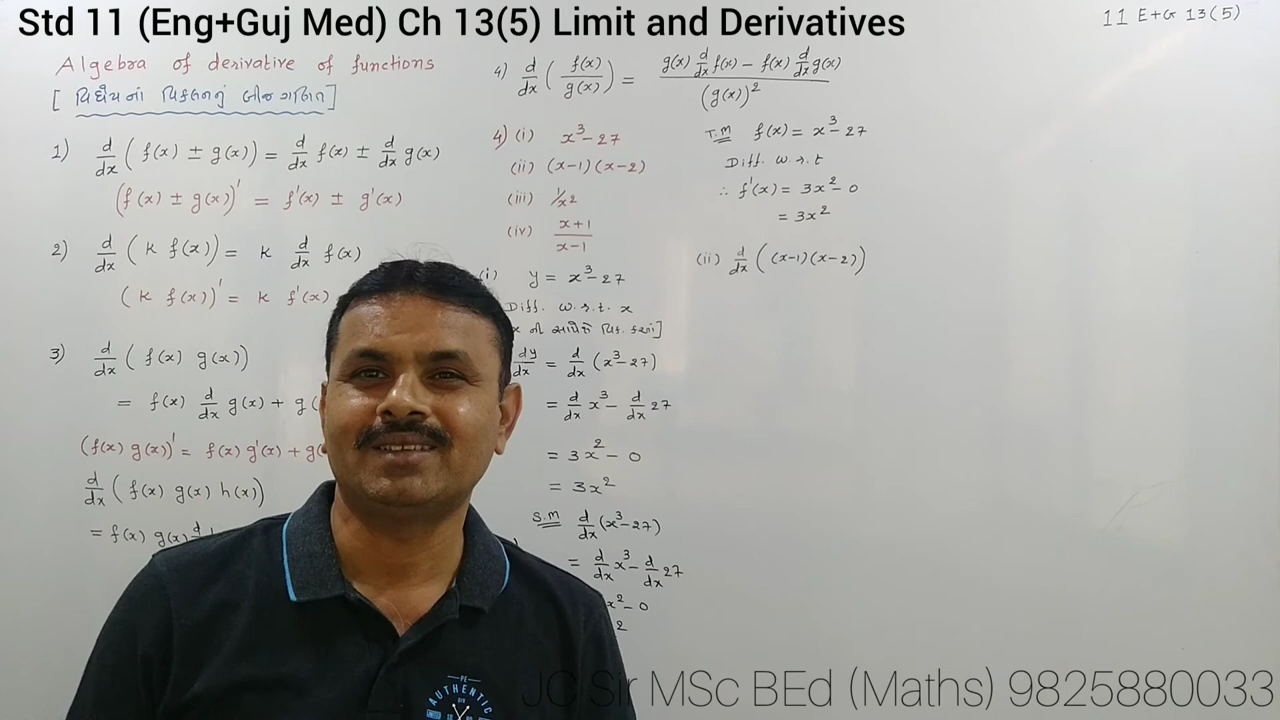 Std 11 (Eng+Guj Med) Ch 13(5) Limit and Derivatives
11 E+G 13(5)
Algebra of derivative of functions
[ વિધેયનાં વિકલનનું બીજગણિત]
1) d/dx ( f(x) ± g(x)) = d/dx f(x) ± d/dx g(x)
(f(x) ± g(x))' = f'(x) ± g'(x)
2) d/dx ( k f(x)) = k d/dx f(x)
( k f(x))' = k f'(x)
3) d/dx ( f(x) g(x))
= f(x) d/dx g(x) + g(
(f(x) g(x))' = f(x) g'(x) + g(
d/dx ( f(x) g(x) h(x))
= f(x) g(x) d
4) d/dx ( f(x)/g(x) ) = g(x) d/dx f(x) - f(x) d/dx g(x) / (g(x))²
4) (i) x³-27
(ii) (x-1)(x-2)
(iii) 1/x²
(iv) x+1/x-1
(i) y = x³-27
Diff. w.r.t. x
dy/dx = d/dx (x³-27)
= d/dx x³ - d/dx 27
= 3x² - 0
= 3x²
S.M d/dx (x³-27)
= d/dx x³ - d/dx 27
x² - 0
2
T.M f(x) = x³-27
Diff. w.r.t
∴ f'(x) = 3x² - 0
= 3x²
(ii) d/dx ( (x-1)(x-2))
AUTHENTIC
JC Sir MSc BEd (Maths) 9825880033